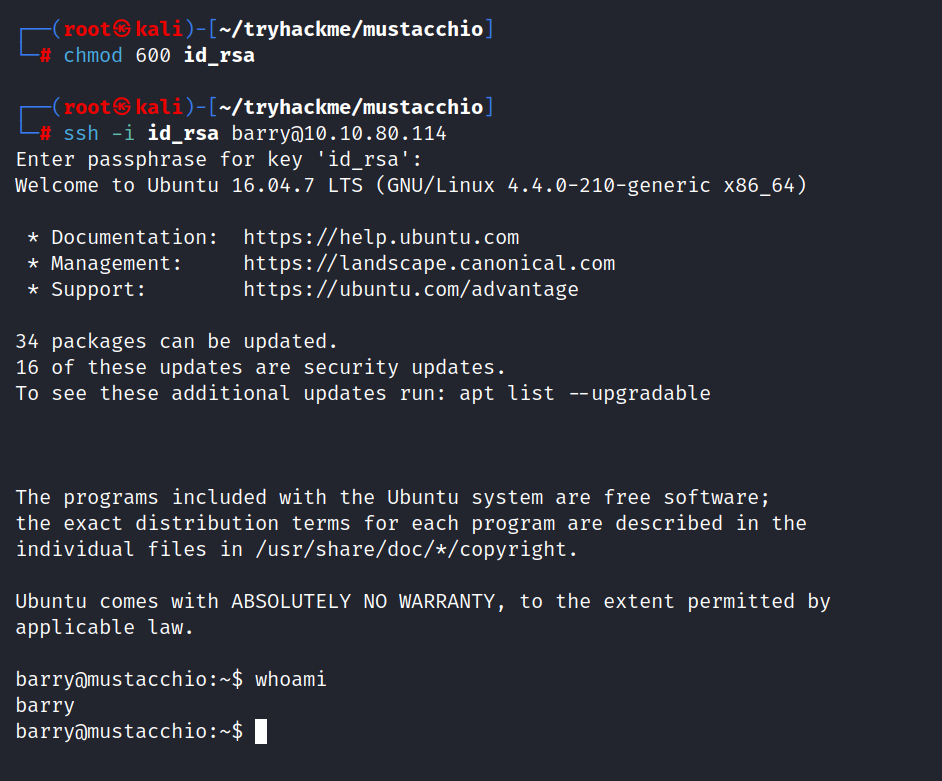 ┌──(root㉿kali)-[~/tryhackme/mustacchio]
└─# chmod 600 id_rsa
┌──(root㉿kali)-[~/tryhackme/mustacchio]
└─# ssh -i id_rsa barry@10.10.80.114
Enter passphrase for key 'id_rsa':
Welcome to Ubuntu 16.04.7 LTS (GNU/Linux 4.4.0-210-generic x86_64)
* Documentation:  https://help.ubuntu.com
* Management:     https://landscape.canonical.com
* Support:        https://ubuntu.com/advantage
34 packages can be updated.
16 of these updates are security updates.
To see these additional updates run: apt list --upgradable
The programs included with the Ubuntu system are free software;
the exact distribution terms for each program are described in the
individual files in /usr/share/doc/*/copyright.
Ubuntu comes with ABSOLUTELY NO WARRANTY, to the extent permitted by
applicable law.
barry@mustacchio:~$ whoami
barry
barry@mustacchio:~$